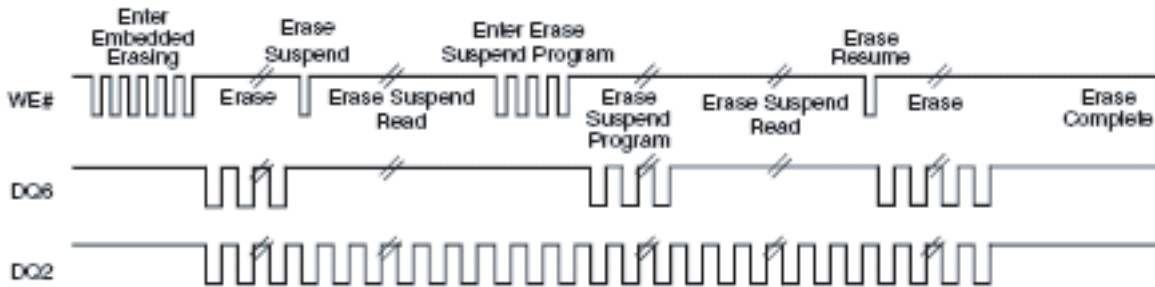 Enter
Embedded
Erasing
Erase
Suspend
Enter Erase
Suspend Program
Erase
Resume
WE#
Erase
Erase Suspend
Read
Erase
Suspend
Program
Erase Suspend
Read
Erase
Erase
Complete
DQ6
DQ2